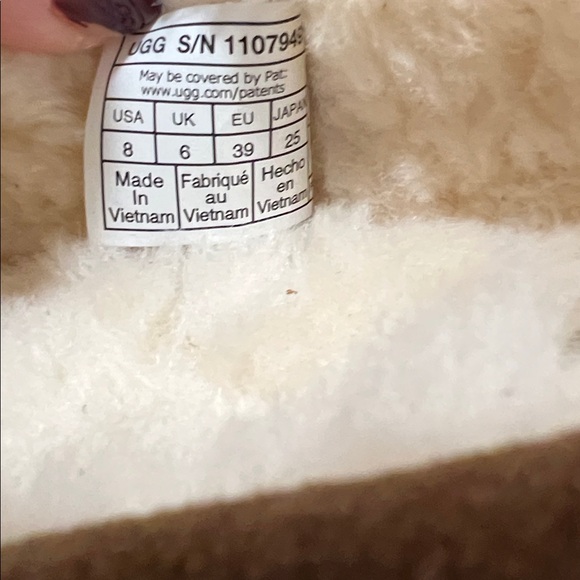 UGG S/N 1107949
May be covered by Pat:
www.ugg.com/patents
USA UK EU JAPAN
8 6 39 25
Made Fabriqué Hecho
In au en
Vietnam Vietnam Vietnam